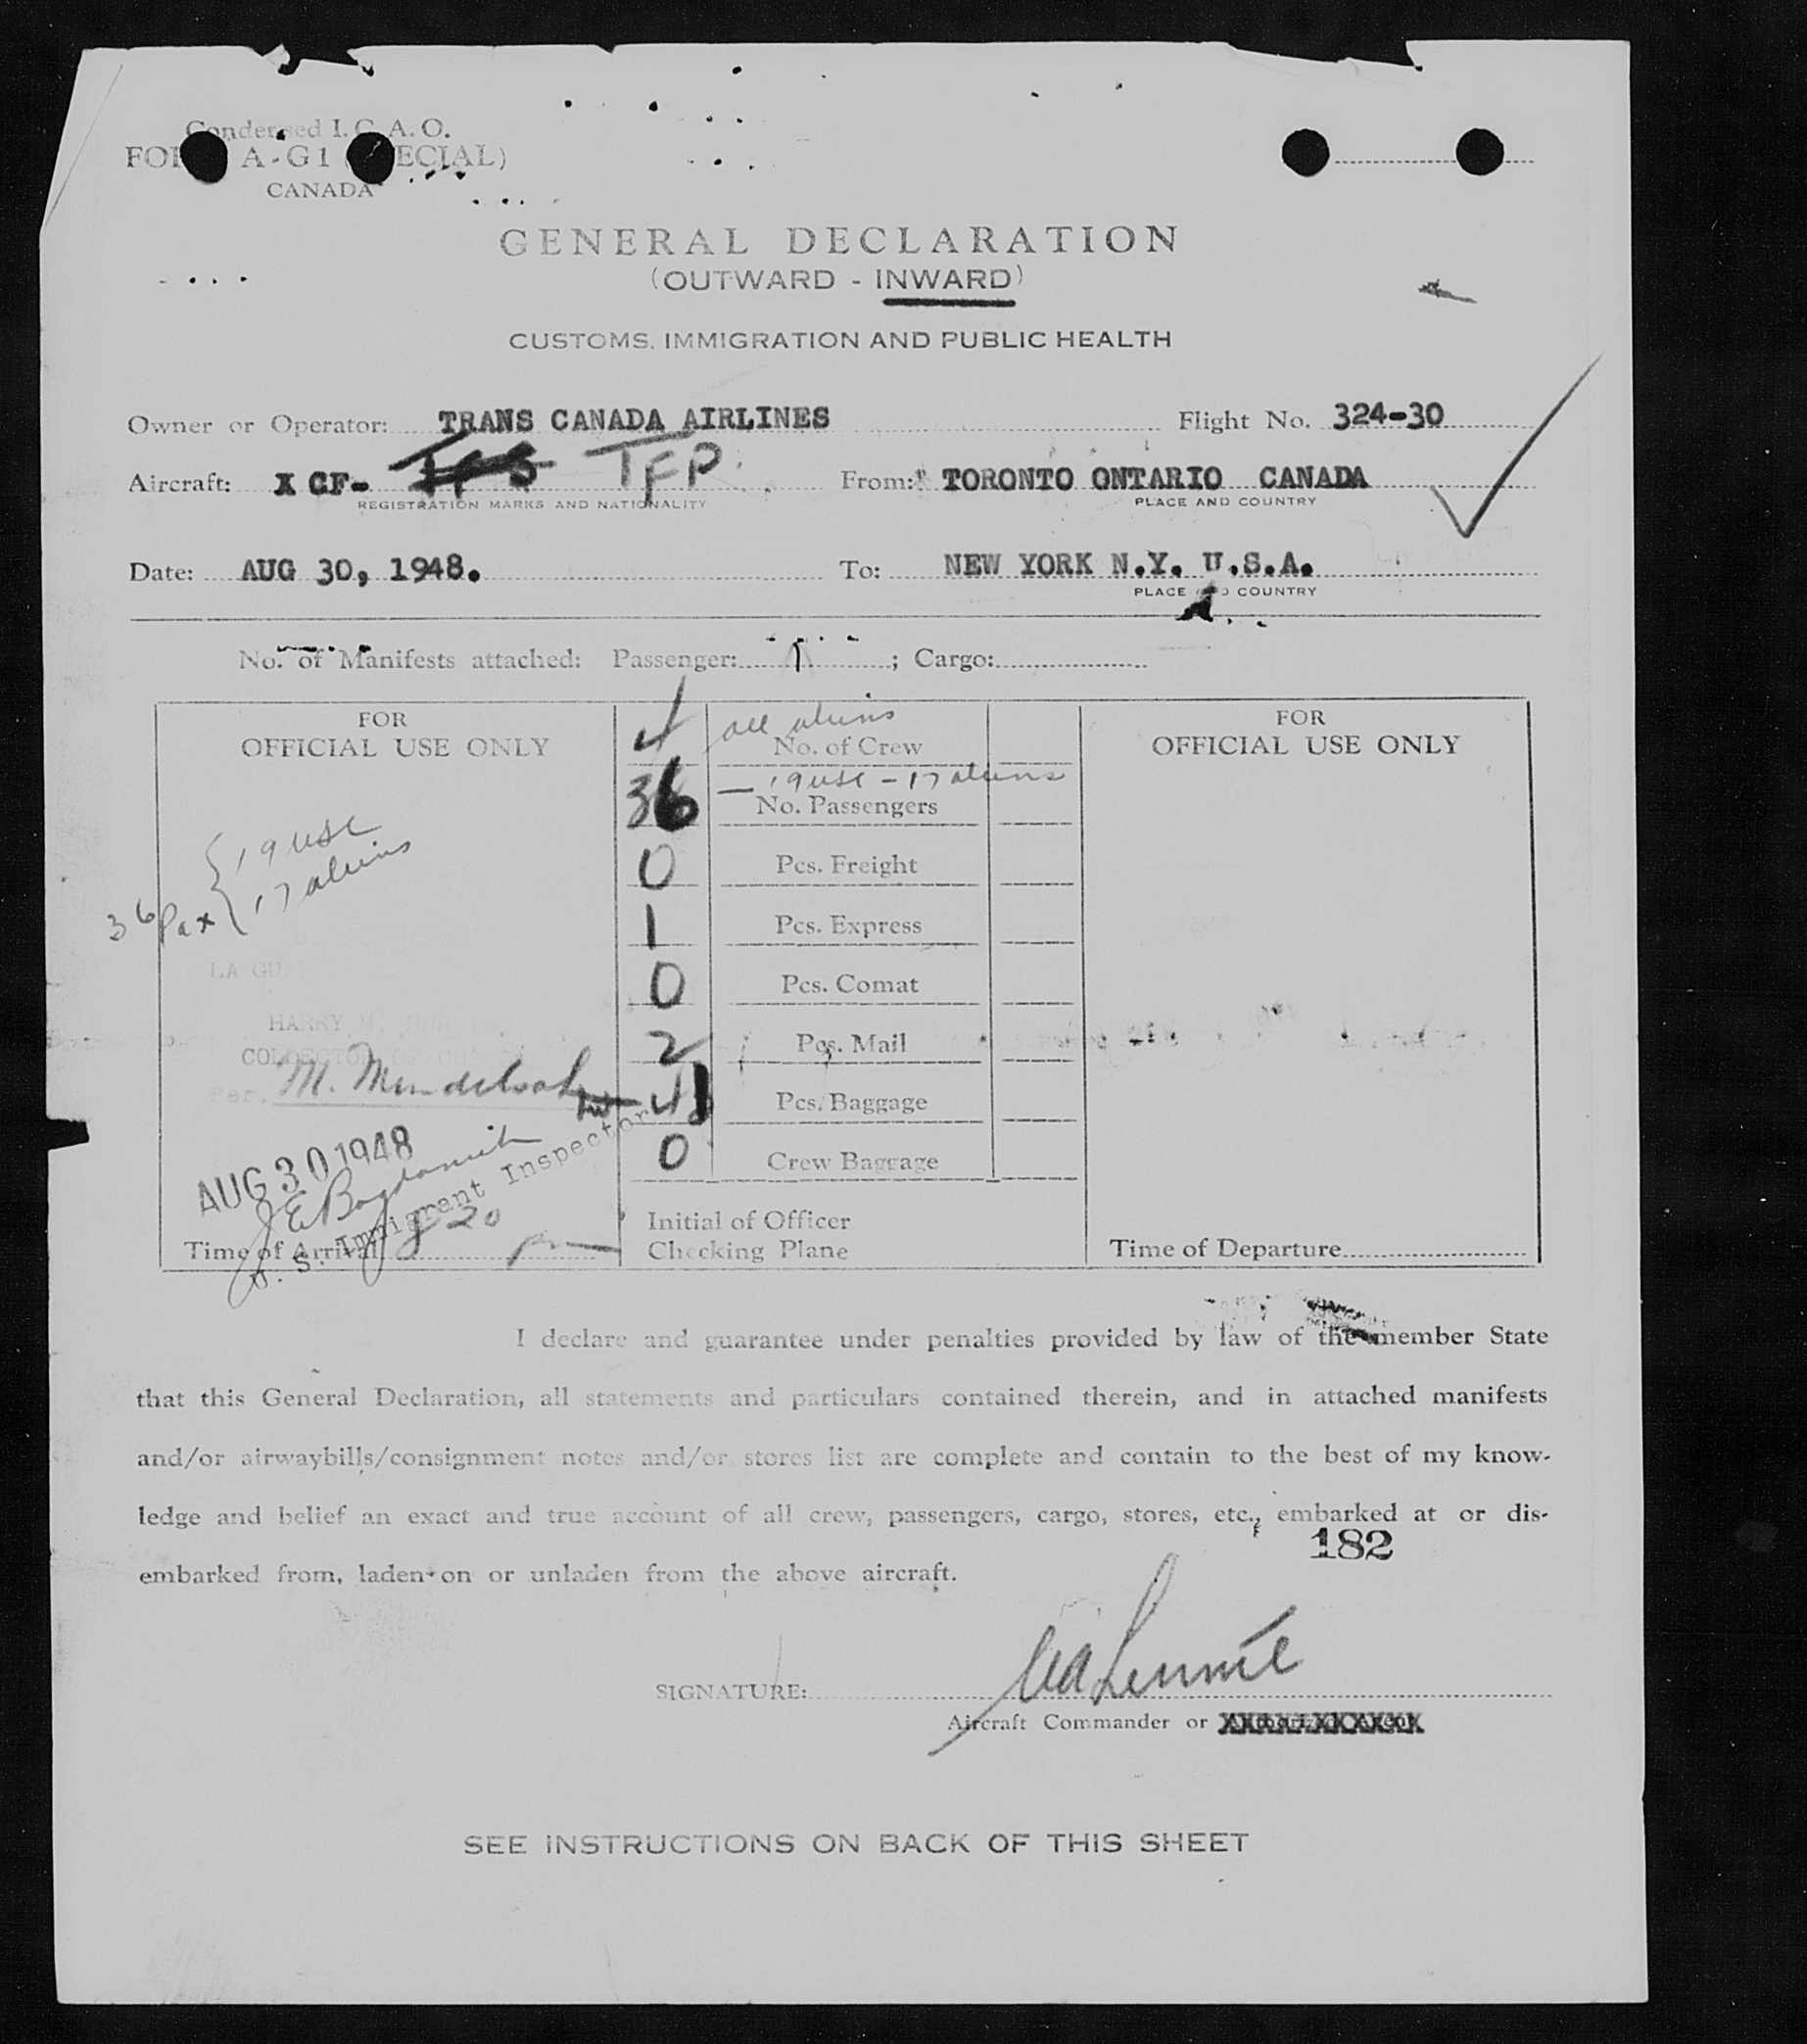 Condensed I.C.A.O.
A-G1
CANADA
GENERAL DECLARATION
(OUTWARD - INWARD)
CUSTOMS, IMMIGRATION AND PUBLIC HEALTH
Owner or Operator: TRANS CANADA AIRLINES Flight No. 324-30
Aircraft: X CF- TFP From: TORONTO ONTARIO CANADA
REGISTRATION MARKS AND NATIONALITY PLACE AND COUNTRY
Date: AUG 30, 1948. To: NEW YORK N.Y. U.S.A.
PLACE COUNTRY
No. of Manifests attached: Passenger: 1 ; Cargo:
FOR
OFFICIAL USE ONLY
36 Pax { 19 USC
17 aliens
LA GU
HARRY
M. Mendelsohn
AUG 30 1948
U. S. Immigrant Inspector
Time of Arrival 20 pm
4 all aliens
No. of Crew
36 — 19 USC - 17 aliens
No. Passengers
0 Pcs. Freight
1 Pcs. Express
0 Pcs. Comat
2 Pcs. Mail
41 Pcs. Baggage
0 Crew Baggage
Initial of Officer
Checking Plane
FOR
OFFICIAL USE ONLY
Time of Departure
I declare and guarantee under penalties provided by law of the member State
that this General Declaration, all statements and particulars contained therein, and in attached manifests
and/or airwaybills/consignment notes and/or stores list are complete and contain to the best of my know-
ledge and belief an exact and true account of all crew, passengers, cargo, stores, etc., embarked at or dis-
embarked from, laden on or unladen from the above aircraft.
182
SIGNATURE:
Aircraft Commander or
SEE INSTRUCTIONS ON BACK OF THIS SHEET